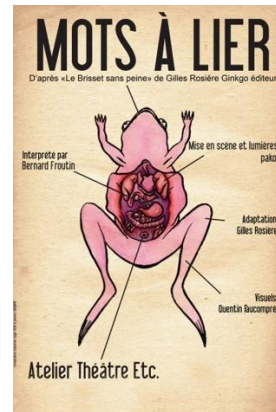 MOTS À LIER
D'après «Le Brisset sans peine» de Gilles Rosière Ginkgo éditeur
Mise en scène et lumières
pako
Interprété par
Bernard Froutin
Adaptation
Gilles Rosière
Visuels
Quentin Faucompré
Atelier Théâtre Etc.